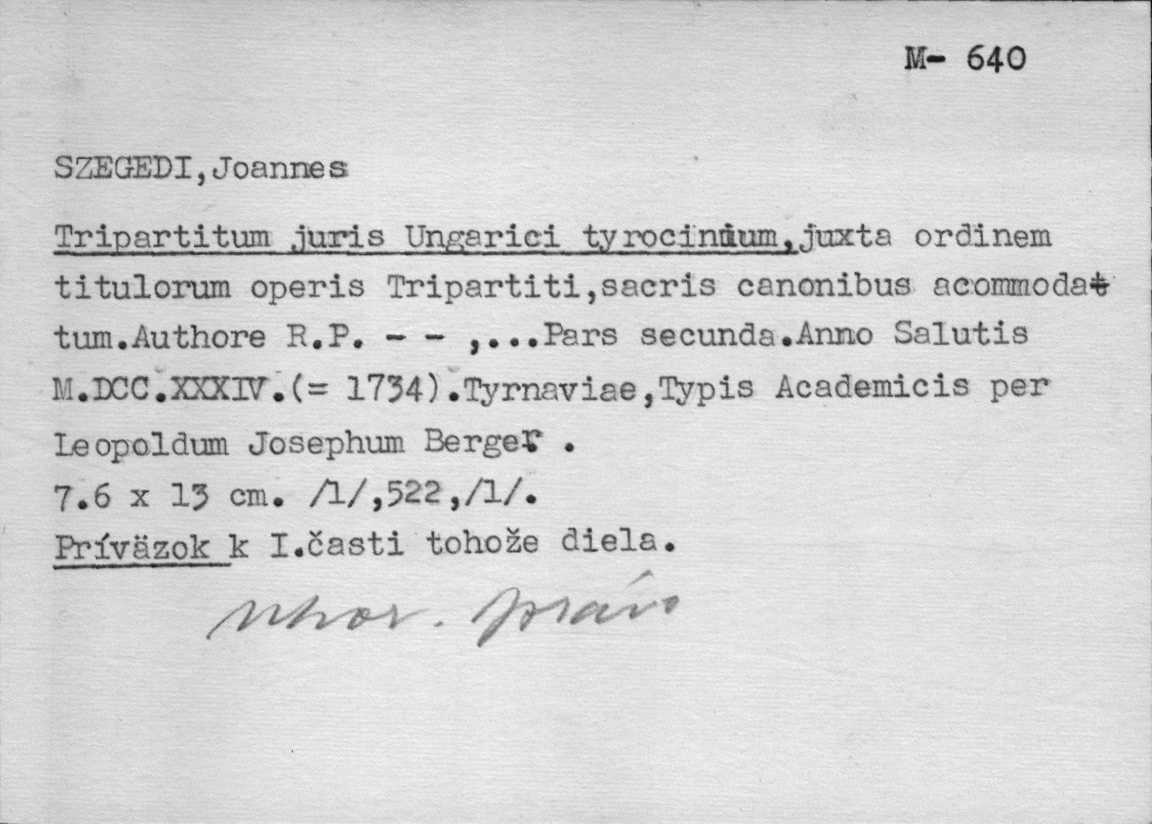 M- 640
SZEGEDI,Joannes
Tripartitum juris Ungarici tyrocinium,juxta ordinem
titulorum operis Tripartiti,sacris canonibus acommodat
tum.Authore R.P. - - ,...Pars secunda.Anno Salutis
M.DCC.XXXIV.(= 1734).Tyrnaviae,Typis Academicis per
Leopoldum Josephum Berger .
7.6 x 13 cm. /1/,522,/1/.
Príväzok k I.časti tohože diela.
uhor. právo